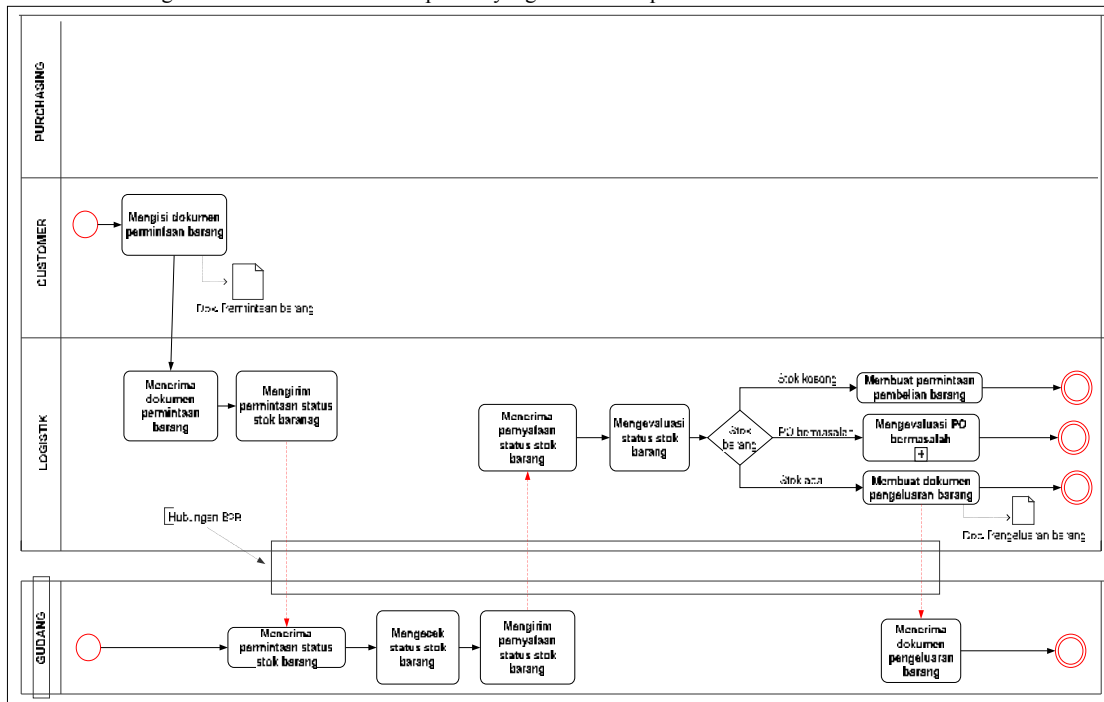 PURCHASING
CUSTOMER
Mengisi dokumen
permintaan barang
Dok. Permintaan barang
LOGISTIK
Menerima
dokumen
permintaan
barang
Mengirim
permintaan status
stok baranag
Menerima
pernyataan
status stok
barang
Mengevaluasi
status stok
barang
Stok
barang
Stok kosong
PO bermasalah
Stok ada
Membuat permintaan
pembelian barang
Mengevaluasi PO
bermasalah
Membuat dokumen
pengeluaran barang
Doc. Pengeluaran barang
Hubungan B2B
GUDANG
Menerima
permintaan status
stok barang
Mengecek
status stok
barang
Mengirim
pernyataan
status stok
barang
Menerima
dokumen
pengeluaran
barang